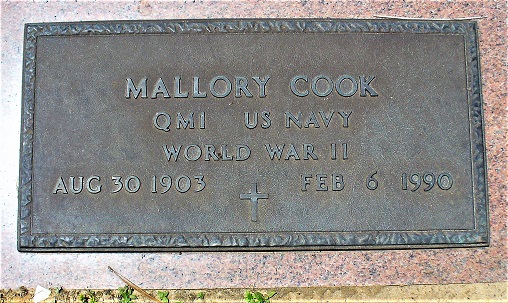 MALLORY COOK
QM1 US NAVY
WORLD WAR II
AUG 30 1903 FEB 6 1990